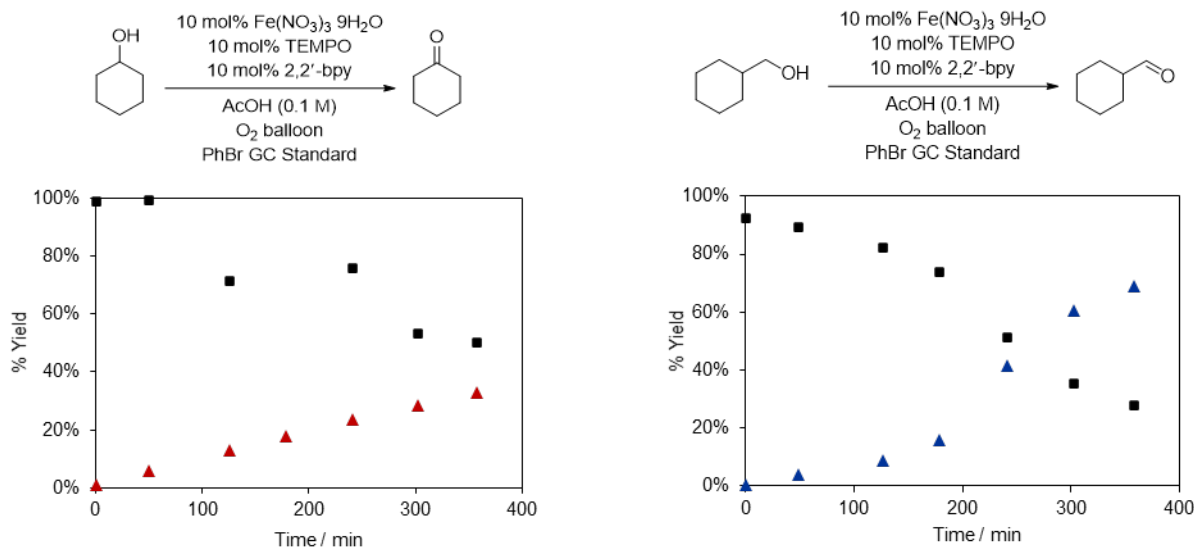 OH
O
10 mol% Fe(NO3)3 9H2O
10 mol% TEMPO
10 mol% 2,2′-bpy
AcOH (0.1 M)
O2 balloon
PhBr GC Standard
100%
80%
60%
40%
20%
0%
% Yield
0 100 200 300 400
Time / min
OH
O
10 mol% Fe(NO3)3 9H2O
10 mol% TEMPO
10 mol% 2,2′-bpy
AcOH (0.1 M)
O2 balloon
PhBr GC Standard
100%
80%
60%
40%
20%
0%
% Yield
0 100 200 300 400
Time / min